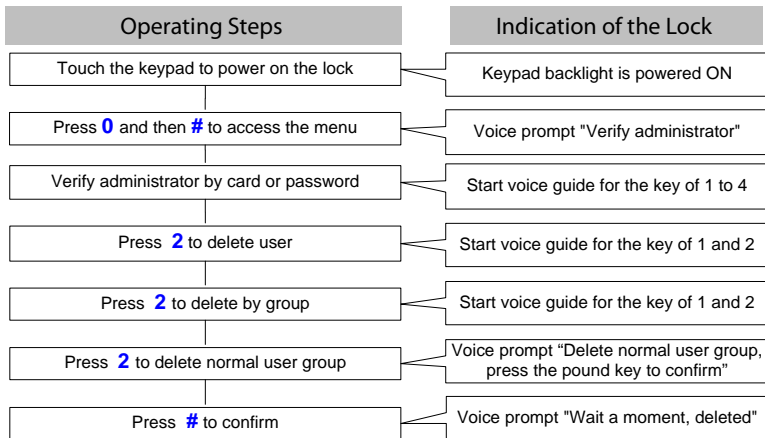 Operating Steps
Indication of the Lock
Touch the keypad to power on the lock
Keypad backlight is powered ON
Press 0 and then # to access the menu
Voice prompt "Verify administrator"
Verify administrator by card or password
Start voice guide for the key of 1 to 4
Press 2 to delete user
Start voice guide for the key of 1 and 2
Press 2 to delete by group
Start voice guide for the key of 1 and 2
Press 2 to delete normal user group
Voice prompt “Delete normal user group,
press the pound key to confirm”
Press # to confirm
Voice prompt "Wait a moment, deleted"